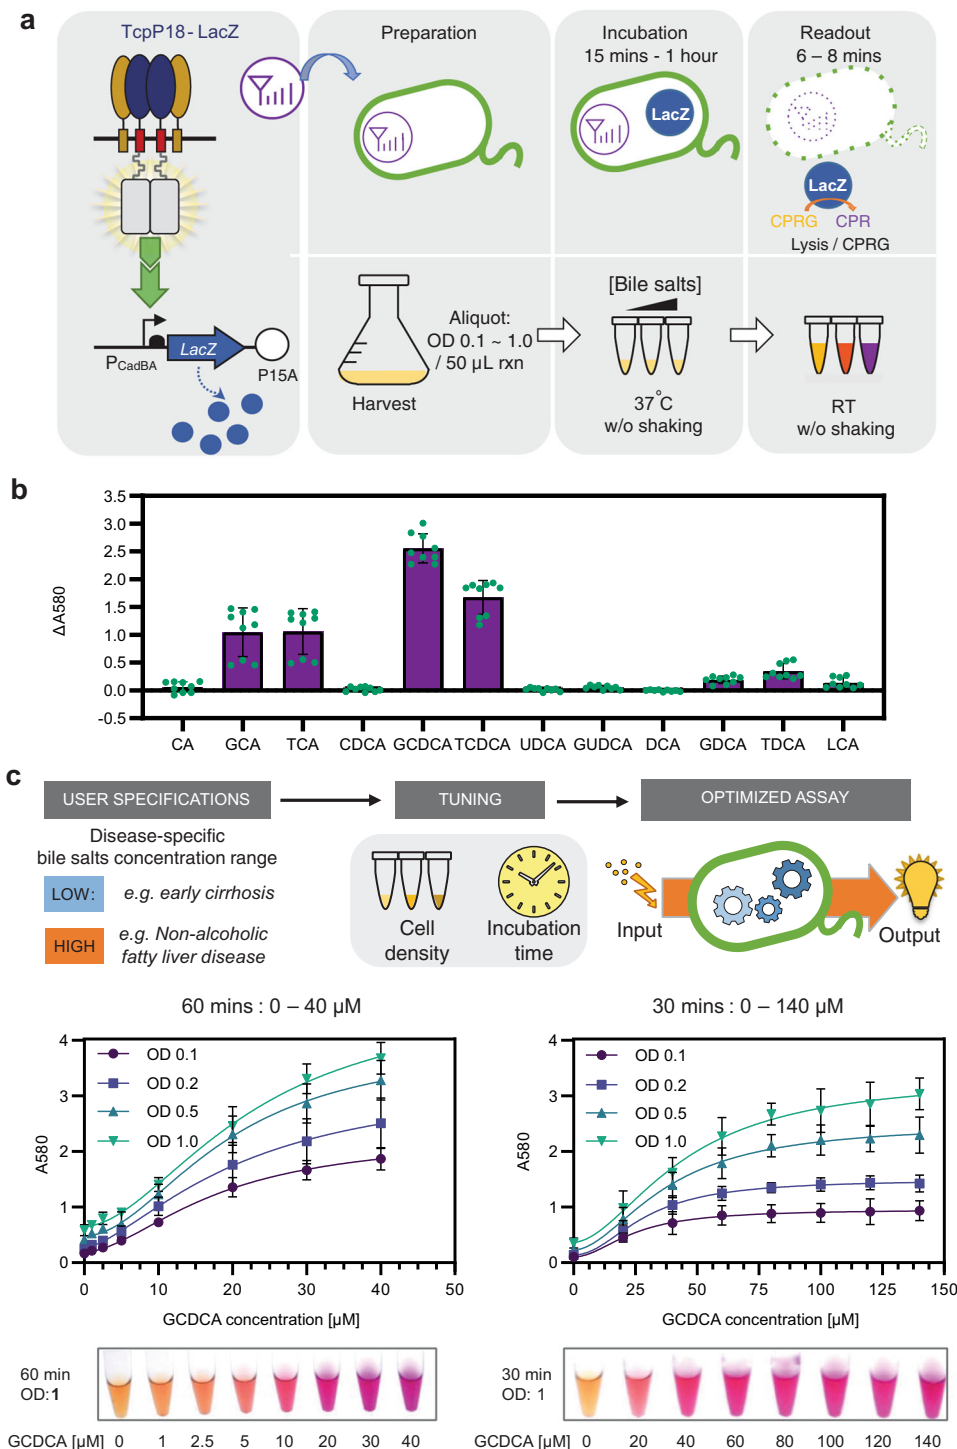 a
TcpP18 - LacZ
Preparation
Incubation
15 mins - 1 hour
Readout
6 – 8 mins
LacZ
LacZ
CPRG CPR
Lysis / CPRG
PCadBA
LacZ
P15A
Aliquot:
OD 0.1 ~ 1.0
/ 50 µL rxn
Harvest
[Bile salts]
37°C
w/o shaking
RT
w/o shaking
b
ΔA580
3.5
3.0
2.5
2.0
1.5
1.0
0.5
0.0
-0.5
CA GCA TCA CDCA GCDCA TCDCA UDCA GUDCA DCA GDCA TDCA LCA
c
USER SPECIFICATIONS
TUNING
OPTIMIZED ASSAY
Disease-specific
bile salts concentration range
LOW: e.g. early cirrhosis
HIGH e.g. Non-alcoholic
fatty liver disease
Cell
density
Incubation
time
Input
Output
60 mins : 0 – 40 µM
A580
4
3
2
1
0
OD 0.1
OD 0.2
OD 0.5
OD 1.0
0 10 20 30 40 50
GCDCA concentration [µM]
30 mins : 0 – 140 µM
A580
4
3
2
1
0
OD 0.1
OD 0.2
OD 0.5
OD 1.0
0 25 50 75 100 125 150
GCDCA concentration [µM]
60 min
OD:1
GCDCA [µM] 0 1 2.5 5 10 20 30 40
30 min
OD: 1
GCDCA [µM] 0 20 40 60 80 100 120 140